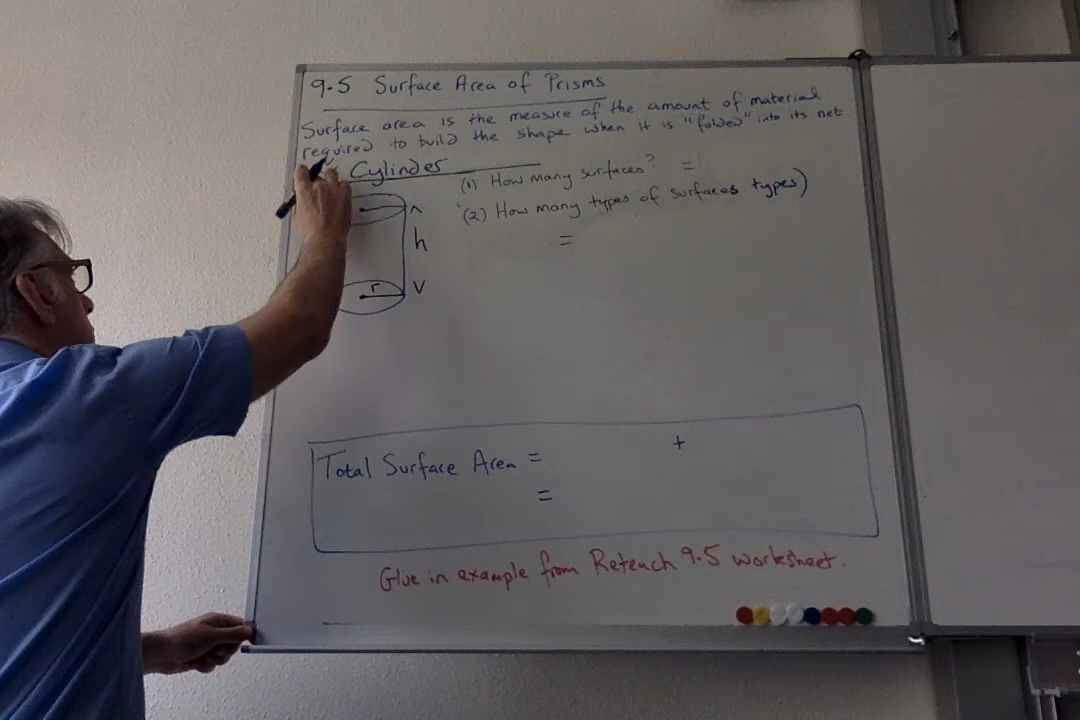 9.5 Surface Area of Prisms
Surface area is the measure of the amount of material
required to build the shape when it is "folded" into its net
Cylinder
(1) How many surfaces? =
(2) How many types of surfaces types)
=
h
r
Total Surface Area = +
=
Glue in example from Reteach 9.5 worksheet.